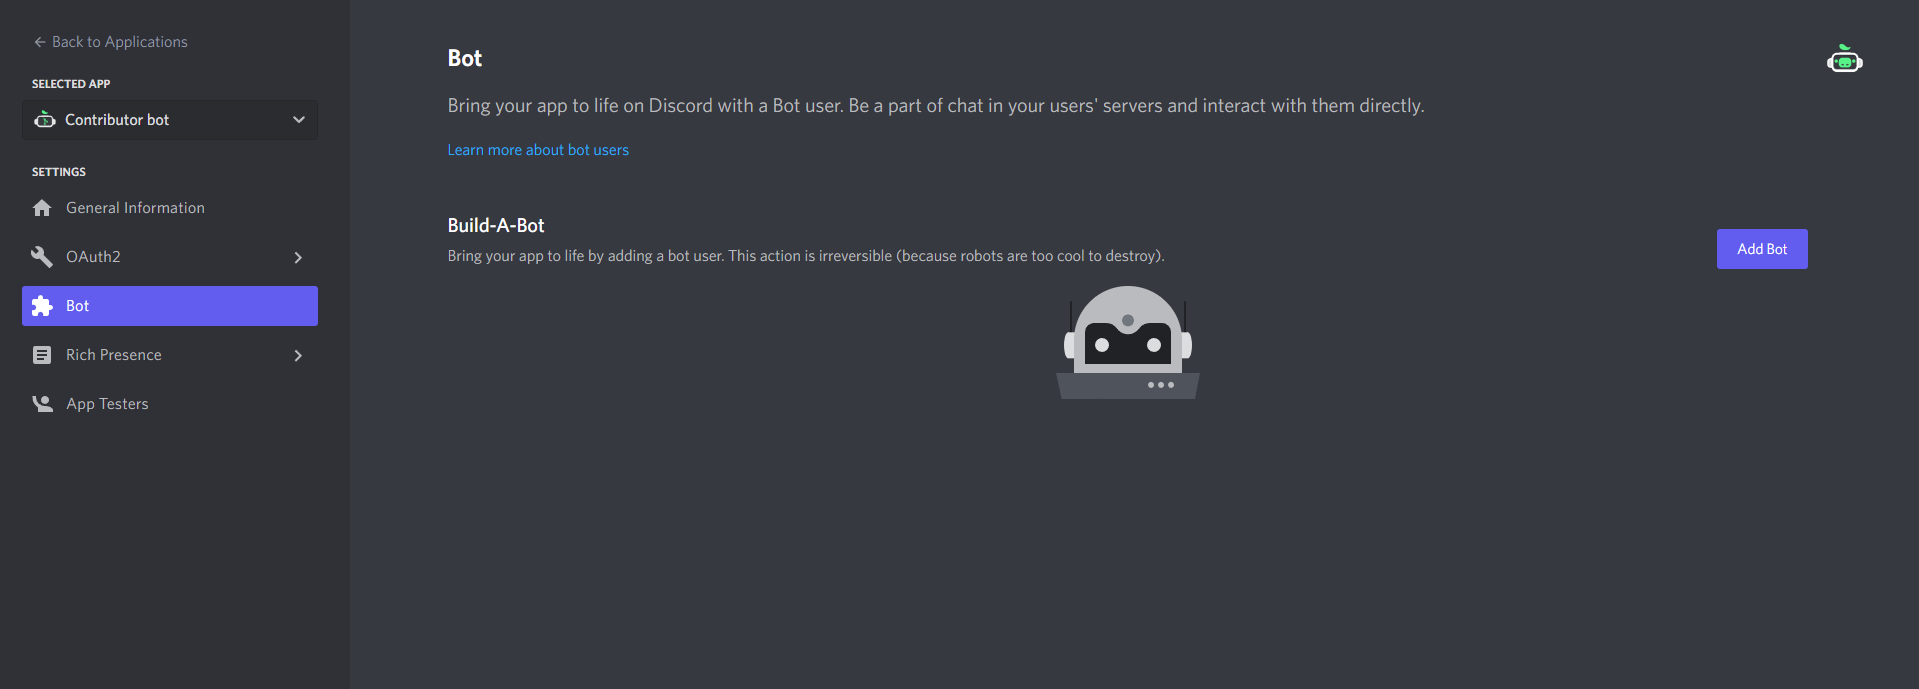 Back to Applications
SELECTED APP
Contributor bot
SETTINGS
General Information
OAuth2
Bot
Rich Presence
App Testers
Bot
Bring your app to life on Discord with a Bot user. Be a part of chat in your users' servers and interact with them directly.
Learn more about bot users
Build-A-Bot
Bring your app to life by adding a bot user. This action is irreversible (because robots are too cool to destroy).
Add Bot